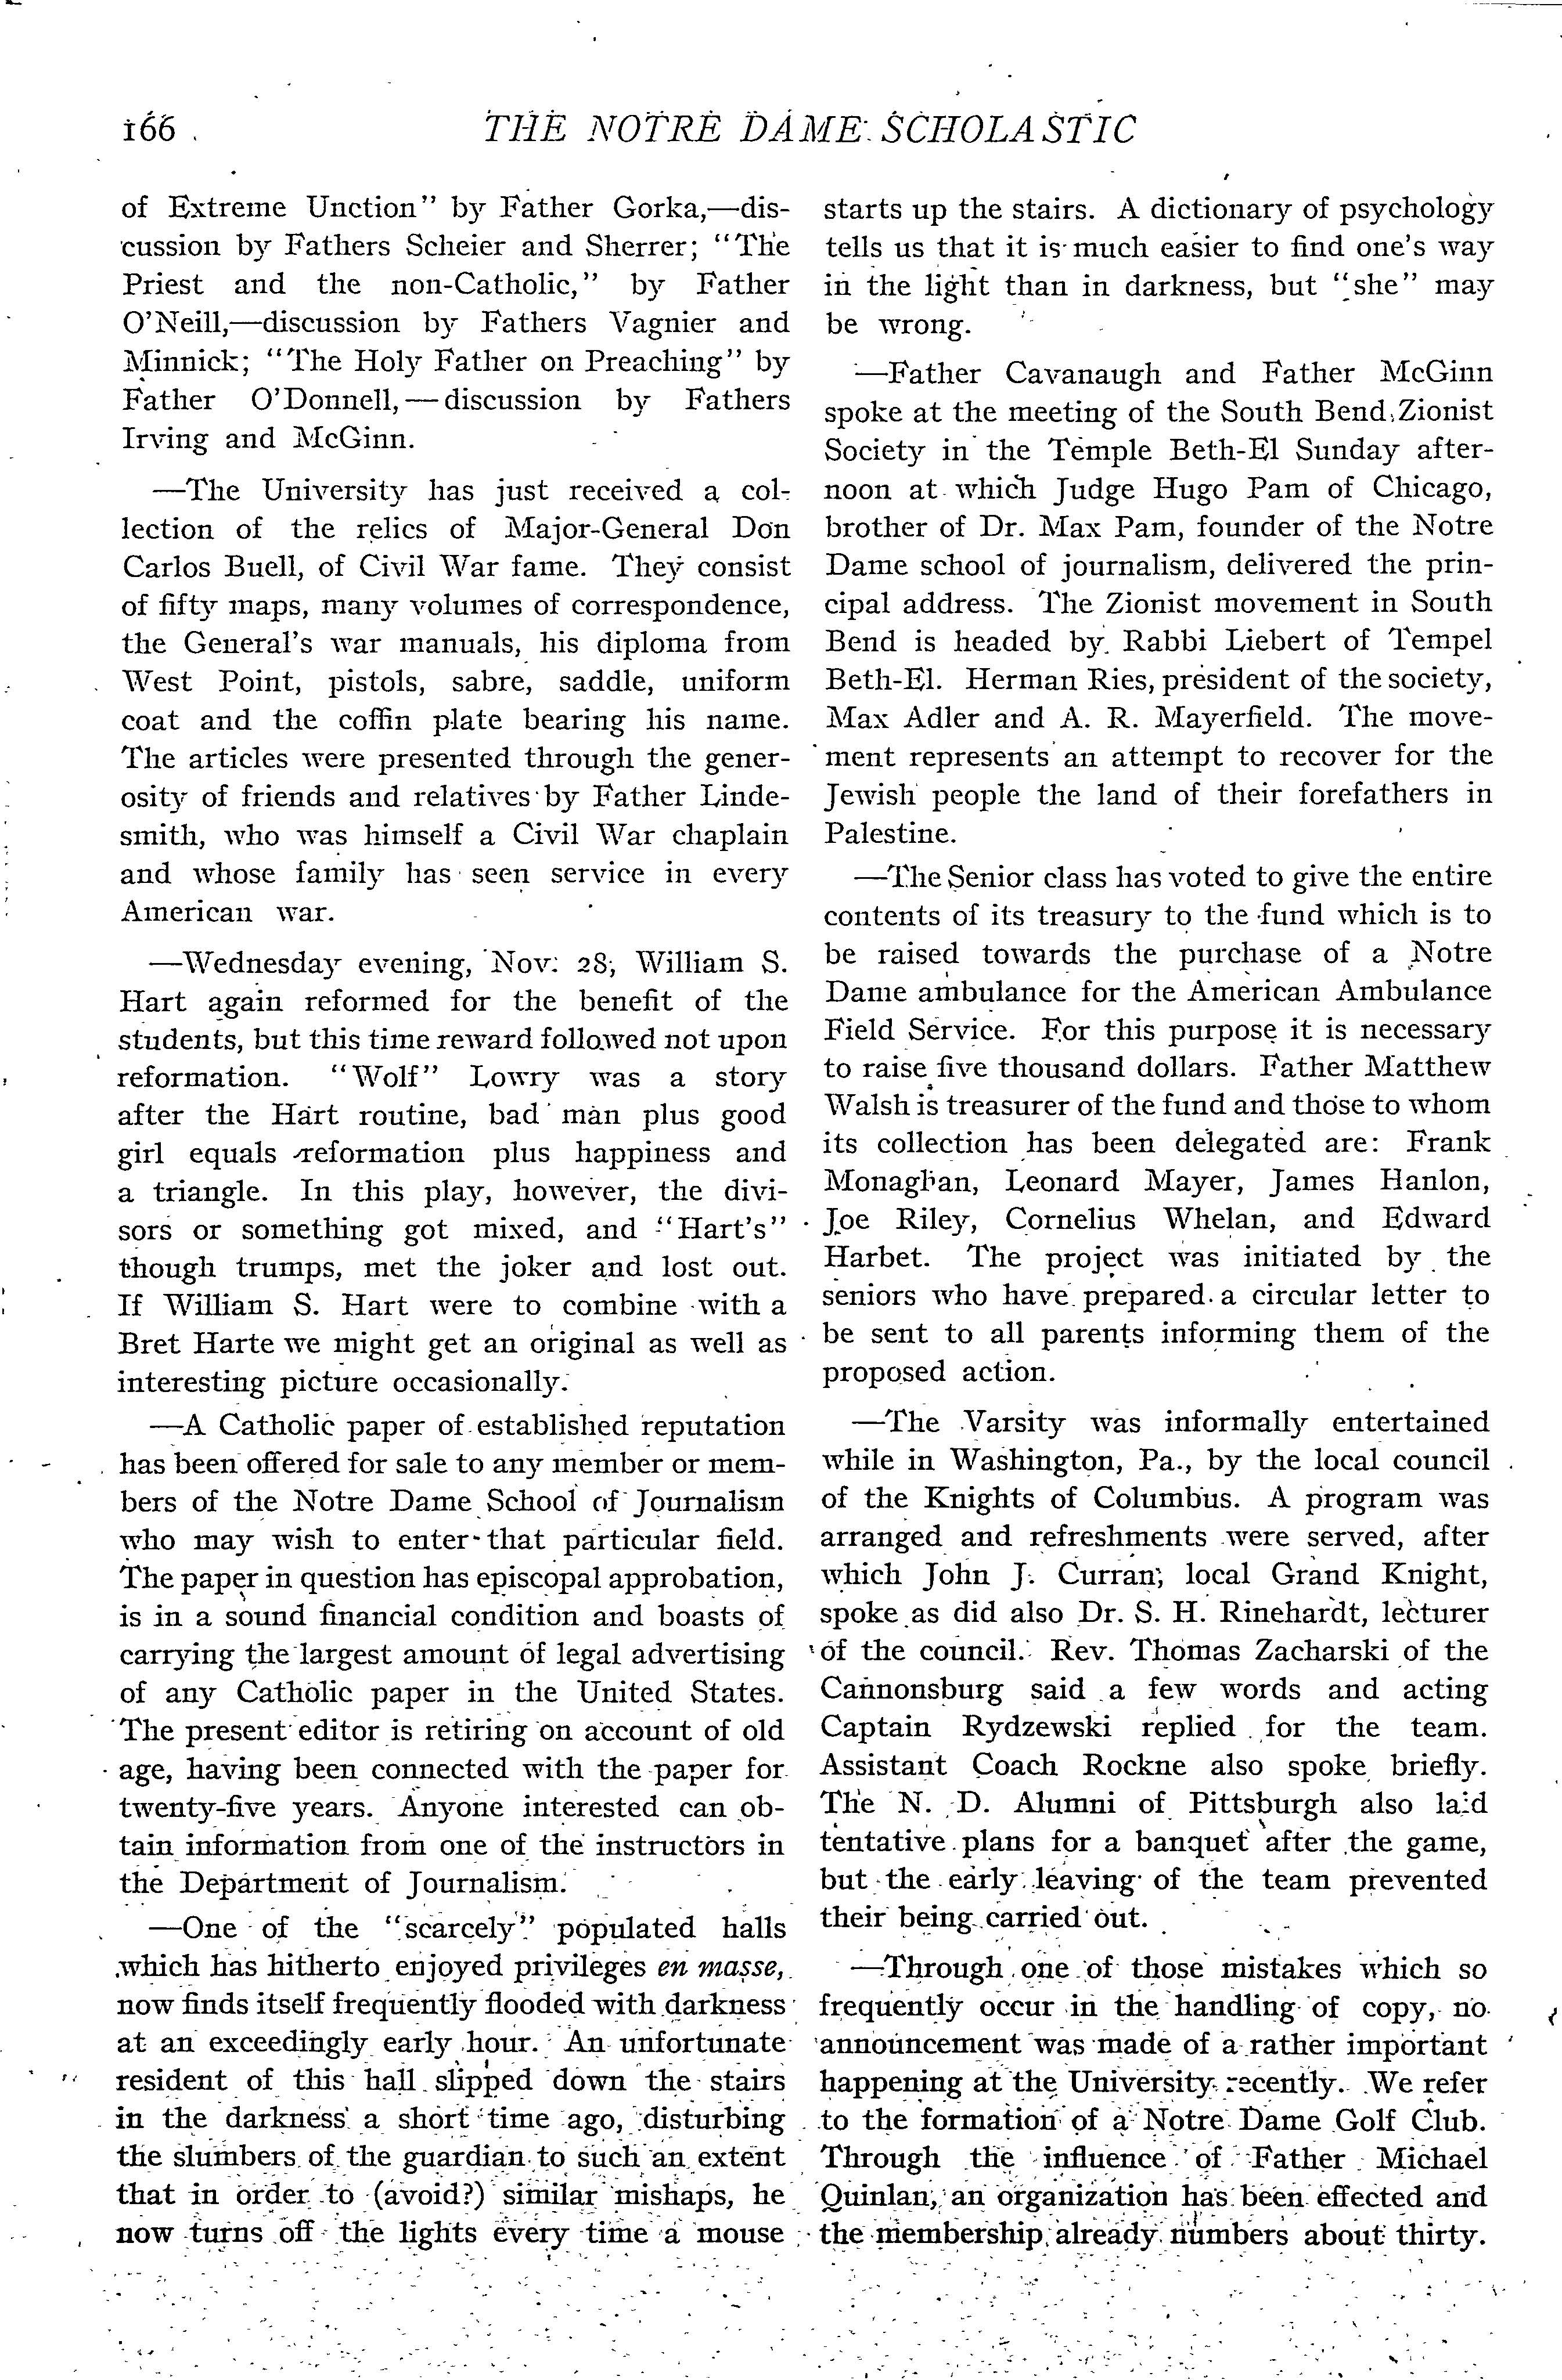 166
THE NOTRE DAME SCHOLASTIC
of Extreme Unction" by Father Gorka,—dis-
cussion by Fathers Scheier and Sherrer; "The
Priest and the non-Catholic," by Father
O'Neill,—discussion by Fathers Vagnier and
Minnick; "The Holy Father on Preaching" by
Father O'Donnell,—discussion by Fathers
Irving and McGinn.
—The University has just received a col-
lection of the relics of Major-General Don
Carlos Buell, of Civil War fame. They consist
of fifty maps, many volumes of correspondence,
the General's war manuals, his diploma from
West Point, pistols, sabre, saddle, uniform
coat and the coffin plate bearing his name.
The articles were presented through the gener-
osity of friends and relatives by Father Linde-
smith, who was himself a Civil War chaplain
and whose family has seen service in every
American war.
—Wednesday evening, Nov. 28, William S.
Hart again reformed for the benefit of the
students, but this time reward followed not upon
reformation. "Wolf" Lowry was a story
after the Hart routine, bad man plus good
girl equals reformation plus happiness and
a triangle. In this play, however, the divi-
sors or something got mixed, and "Hart's"
though trumps, met the joker and lost out.
If William S. Hart were to combine with a
Bret Harte we might get an original as well as
interesting picture occasionally.
—A Catholic paper of established reputation
has been offered for sale to any member or mem-
bers of the Notre Dame School of Journalism
who may wish to enter that particular field.
The paper in question has episcopal approbation,
is in a sound financial condition and boasts of
carrying the largest amount of legal advertising
of any Catholic paper in the United States.
The present editor is retiring on account of old
age, having been connected with the paper for
twenty-five years. Anyone interested can ob-
tain information from one of the instructors in
the Department of Journalism.
—One of the "scarcely" populated halls
which has hitherto enjoyed privileges en masse,
now finds itself frequently flooded with darkness
at an exceedingly early hour. An unfortunate
resident of this hall slipped down the stairs
in the darkness a short time ago, disturbing
the slumbers of the guardian to such an extent
that in order to (avoid?) similar mishaps, he
now turns off the lights every time a mouse
starts up the stairs. A dictionary of psychology
tells us that it is much easier to find one's way
in the light than in darkness, but "she" may
be wrong.
—Father Cavanaugh and Father McGinn
spoke at the meeting of the South Bend Zionist
Society in the Temple Beth-El Sunday after-
noon at which Judge Hugo Pam of Chicago,
brother of Dr. Max Pam, founder of the Notre
Dame school of journalism, delivered the prin-
cipal address. The Zionist movement in South
Bend is headed by Rabbi Liebert of Tempel
Beth-El. Herman Ries, president of the society,
Max Adler and A. R. Mayerfield. The move-
ment represents an attempt to recover for the
Jewish people the land of their forefathers in
Palestine.
—The Senior class has voted to give the entire
contents of its treasury to the fund which is to
be raised towards the purchase of a Notre
Dame ambulance for the American Ambulance
Field Service. For this purpose it is necessary
to raise five thousand dollars. Father Matthew
Walsh is treasurer of the fund and those to whom
its collection has been delegated are: Frank
Monaghan, Leonard Mayer, James Hanlon,
Joe Riley, Cornelius Whelan, and Edward
Harbet. The project was initiated by the
seniors who have prepared a circular letter to
be sent to all parents informing them of the
proposed action.
—The Varsity was informally entertained
while in Washington, Pa., by the local council
of the Knights of Columbus. A program was
arranged and refreshments were served, after
which John J. Curran, local Grand Knight,
spoke as did also Dr. S. H. Rinehardt, lecturer
of the council. Rev. Thomas Zacharski of the
Cannonsburg said a few words and acting
Captain Rydzewski replied for the team.
Assistant Coach Rockne also spoke briefly.
The N. D. Alumni of Pittsburgh also laid
tentative plans for a banquet after the game,
but the early leaving of the team prevented
their being carried out.
—Through one of those mistakes which so
frequently occur in the handling of copy, no
announcement was made of a rather important
happening at the University recently. We refer
to the formation of a Notre Dame Golf Club.
Through the influence of Father Michael
Quinlan, an organization has been effected and
the membership already numbers about thirty.